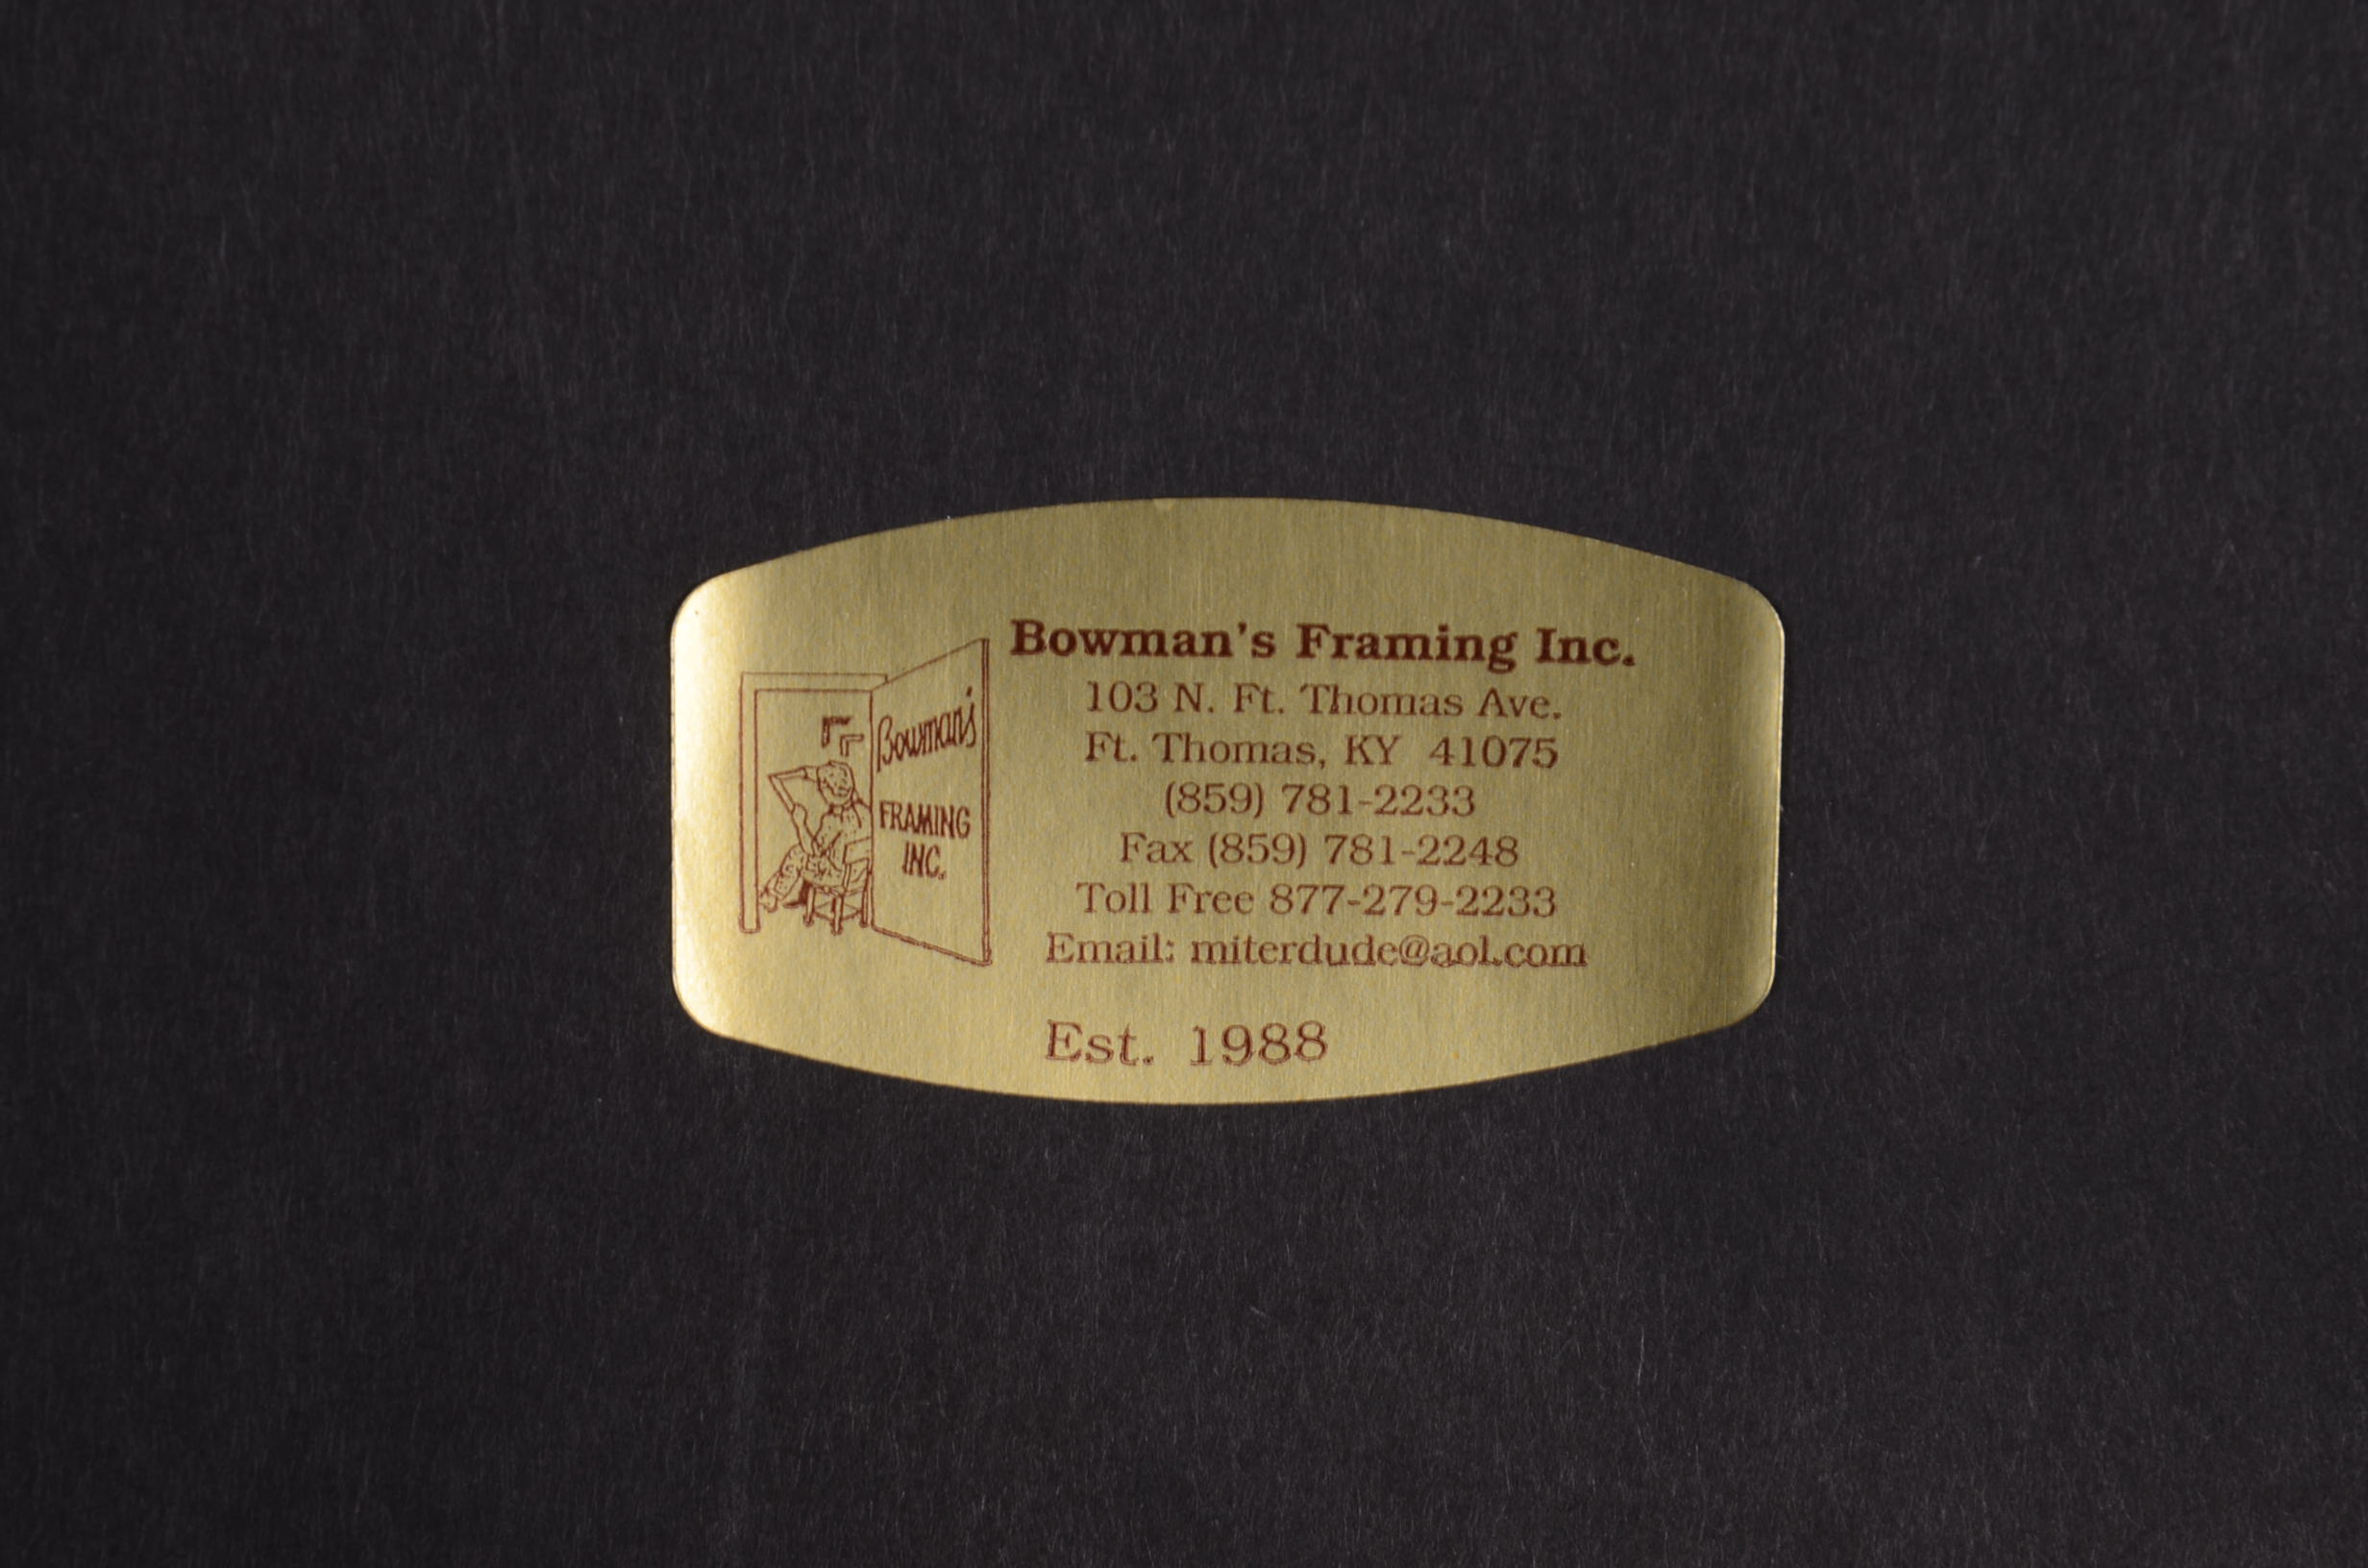 Bowman's
FRAMING
INC.
Bowman's Framing Inc.
103 N. Ft. Thomas Ave.
Ft. Thomas, KY 41075
(859) 781-2233
Fax (859) 781-2248
Toll Free 877-279-2233
Email: miterdude@aol.com
Est. 1988